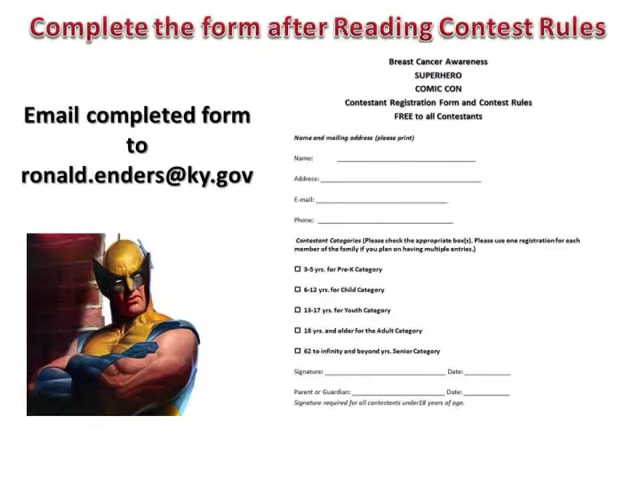 Complete the form after Reading Contest Rules
Email completed form
to
ronald.enders@ky.gov
Breast Cancer Awareness
SUPERHERO
COMIC CON
Contestant Registration Form and Contest Rules
FREE to all Contestants
Name and mailing address (please print)
Name:
Address:
E-mail:
Phone:
Contestant Categories (Please check the appropriate box(s). Please use one registration for each
member of the family if you plan on having multiple entries.)
☐ 3-5 yrs. for Pre-K Category
☐ 6-12 yrs. for Child Category
☐ 13-17 yrs. for Youth Category
☐ 18 yrs. and older for the Adult Category
☐ 62 to infinity and beyond yrs. Senior Category
Signature: Date:
Parent or Guardian: Date:
Signature required for all contestants under18 years of age.